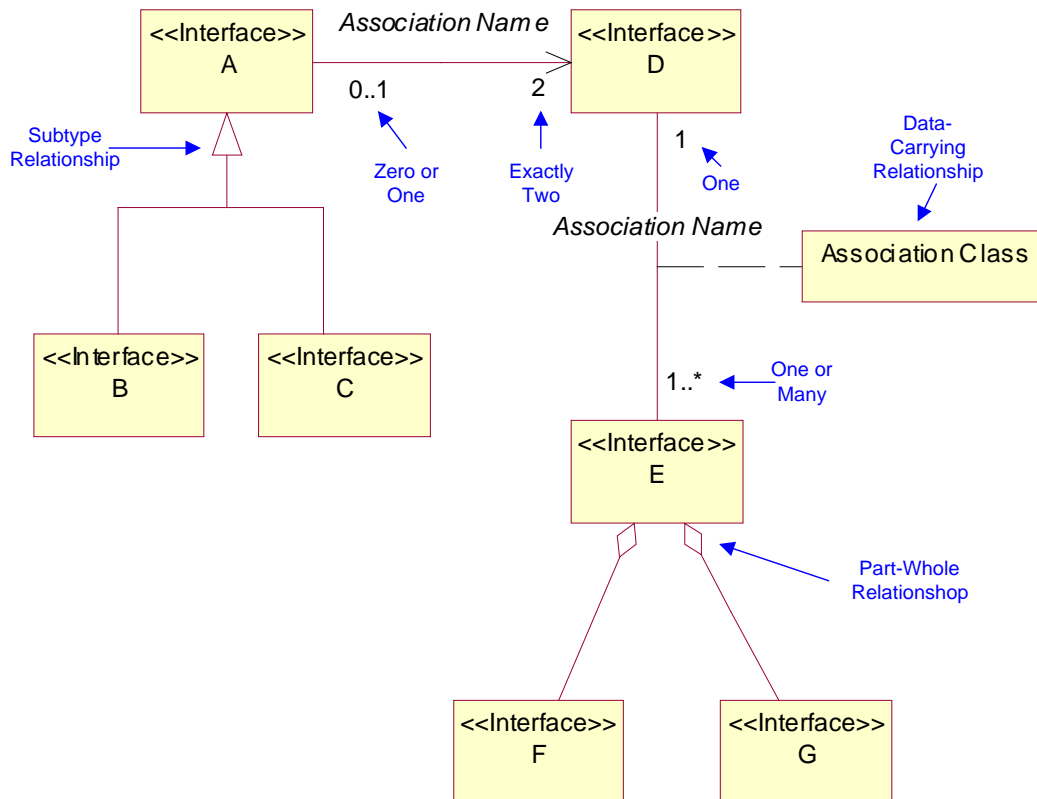 Association Name
<<Interface>>
A
<<Interface>>
D
0..1
2
Subtype
Relationship
Zero or
One
Exactly
Two
1
One
Data-
Carrying
Relationship
Association Name
Association Class
<<Interface>>
B
<<Interface>>
C
1..*
One or
Many
<<Interface>>
E
Part-Whole
Relationshop
<<Interface>>
F
<<Interface>>
G